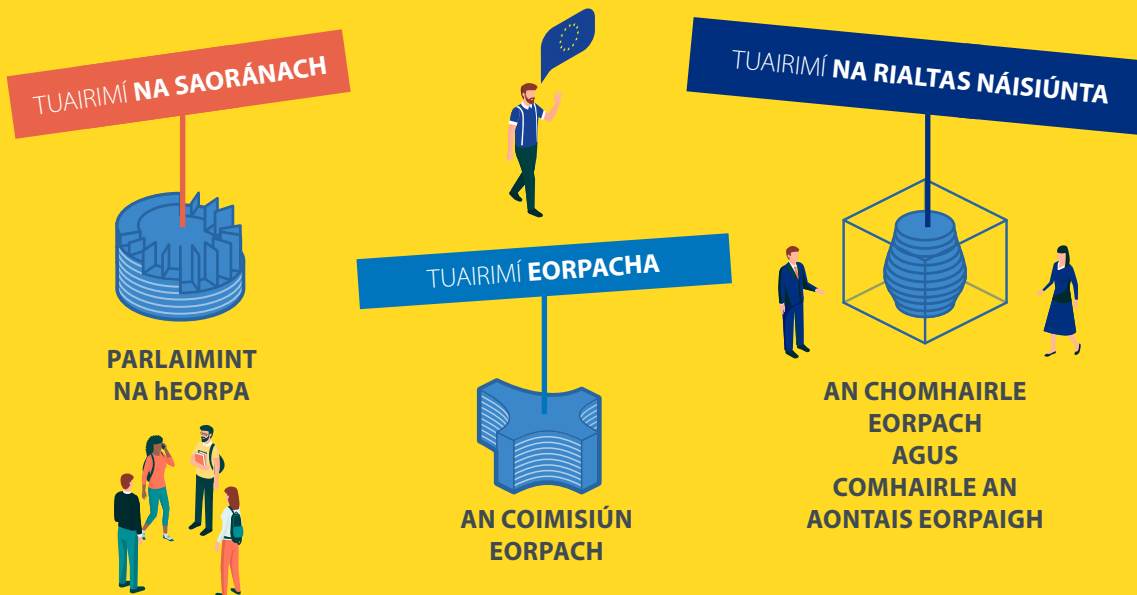 TUAIRIMÍ NA SAORÁNACH
PARLAIMINT
NA hEORPA
TUAIRIMÍ EORPACHA
AN COIMISIÚN
EORPACH
TUAIRIMÍ NA RIALTAS NÁISIÚNTA
AN CHOMHAIRLE
EORPACH
AGUS
COMHAIRLE AN
AONTAIS EORPAIGH